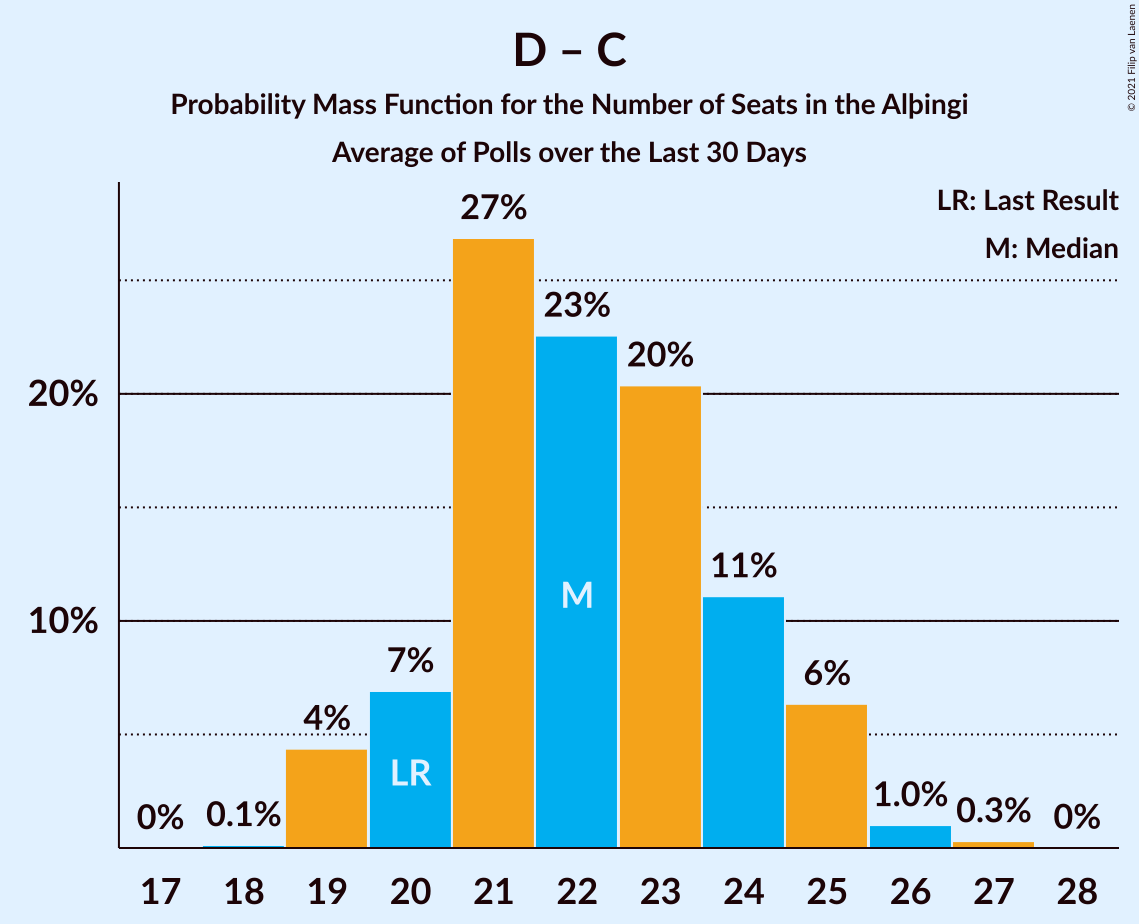 D – C
Probability Mass Function for the Number of Seats in the Alþingi
Average of Polls over the Last 30 Days
© 2021 Filip van Laenen
LR: Last Result
M: Median
27%
23%
20%
20%
11%
10%
7%
6%
4%
M
LR
0%
0.1%
1.0%
0.3%
0%
17 18 19 20 21 22 23 24 25 26 27 28